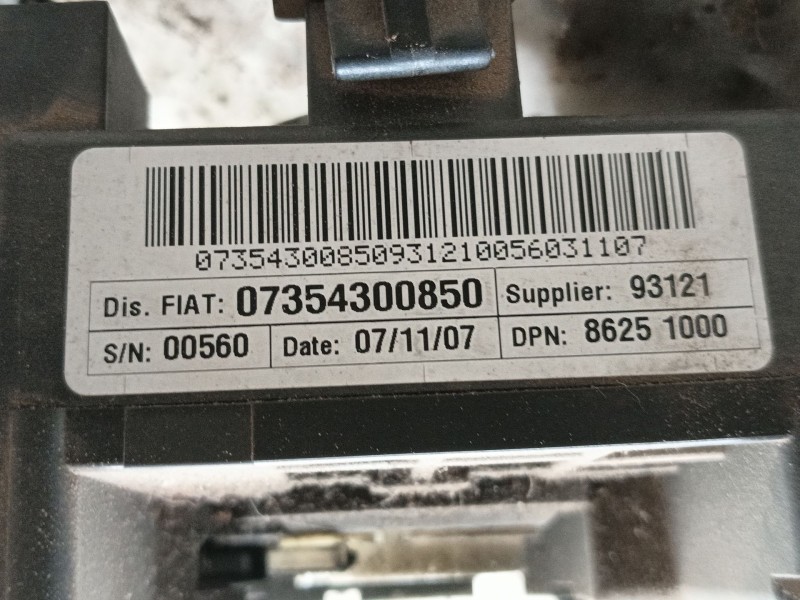 07354300850931210056031107
Dis. FIAT: 07354300850 Supplier: 93121
S/N: 00560 Date: 07/11/07 DPN: 8625 1000